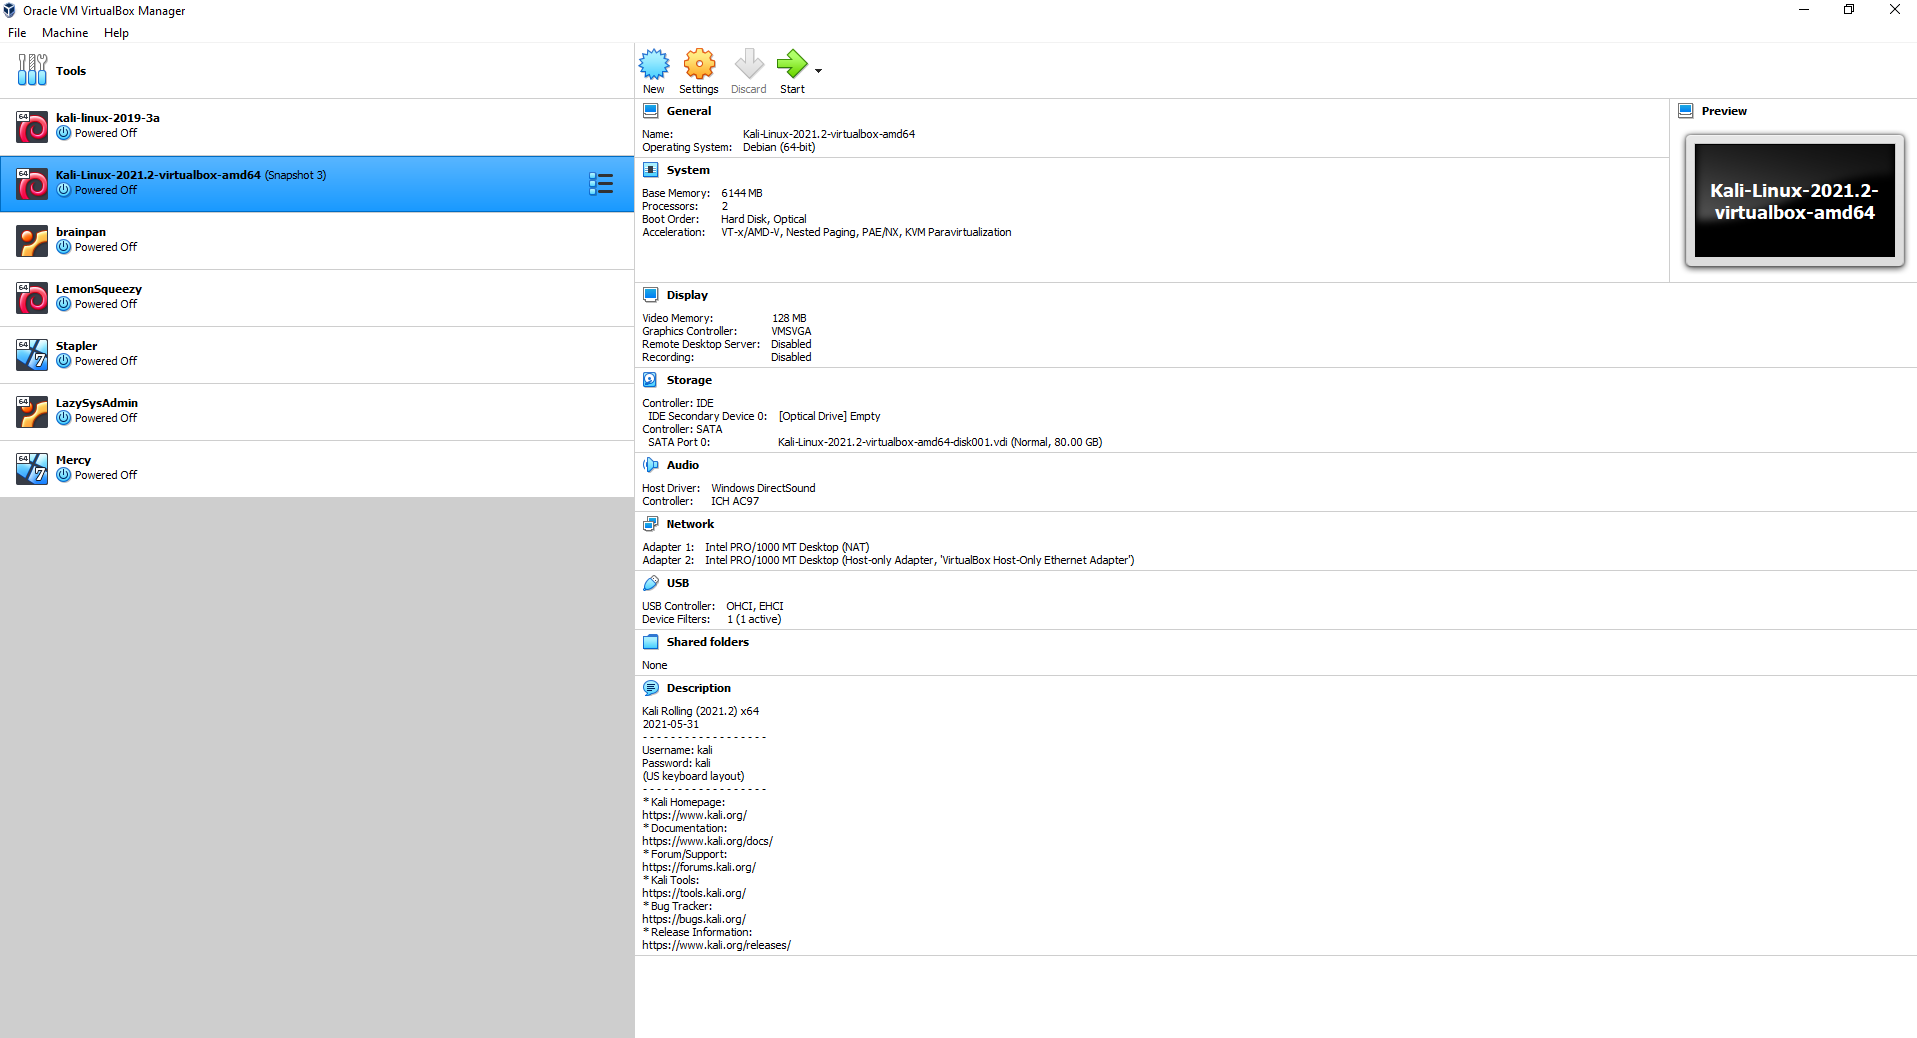 Oracle VM VirtualBox Manager
File Machine Help
Tools
kali-linux-2019-3a
Powered Off
Kali-Linux-2021.2-virtualbox-amd64 (Snapshot 3)
Powered Off
brainpan
Powered Off
LemonSqueezy
Powered Off
Stapler
Powered Off
LazySysAdmin
Powered Off
Mercy
Powered Off
New Settings Discard Start
General
Name: Kali-Linux-2021.2-virtualbox-amd64
Operating System: Debian (64-bit)
System
Base Memory: 6144 MB
Processors: 2
Boot Order: Hard Disk, Optical
Acceleration: VT-x/AMD-V, Nested Paging, PAE/NX, KVM Paravirtualization
Preview
Kali-Linux-2021.2-
virtualbox-amd64
Display
Video Memory: 128 MB
Graphics Controller: VMSVGA
Remote Desktop Server: Disabled
Recording: Disabled
Storage
Controller: IDE
IDE Secondary Device 0: [Optical Drive] Empty
Controller: SATA
SATA Port 0: Kali-Linux-2021.2-virtualbox-amd64-disk001.vdi (Normal, 80.00 GB)
Audio
Host Driver: Windows DirectSound
Controller: ICH AC97
Network
Adapter 1: Intel PRO/1000 MT Desktop (NAT)
Adapter 2: Intel PRO/1000 MT Desktop (Host-only Adapter, 'VirtualBox Host-Only Ethernet Adapter')
USB
USB Controller: OHCI, EHCI
Device Filters: 1 (1 active)
Shared folders
None
Description
Kali Rolling (2021.2) x64
2021-05-31
- - - - - - - - - - - - - - - - - -
Username: kali
Password: kali
(US keyboard layout)
- - - - - - - - - - - - - - - - - -
* Kali Homepage:
https://www.kali.org/
* Documentation:
https://www.kali.org/docs/
* Forum/Support:
https://forums.kali.org/
* Kali Tools:
https://tools.kali.org/
* Bug Tracker:
https://bugs.kali.org/
* Release Information:
https://www.kali.org/releases/